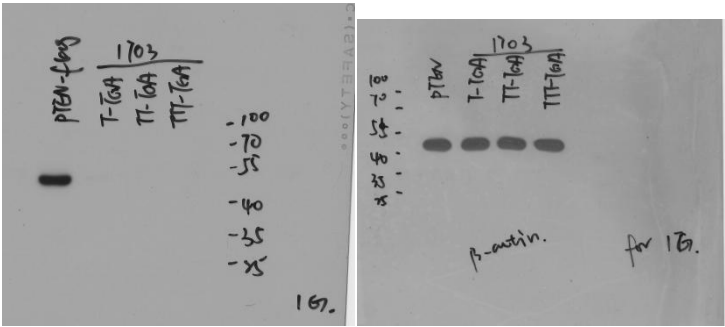 C.(SAFETY
1703
PTEN-flag
T-TGA
TT-TGA
TTT-TGA
-100
-70
-55
-40
-35
-25
1G.
1703
PTEN
T-TGA
TT-TGA
TTT-TGA
100
70
55
40
35
25
β-actin.
for 1G.